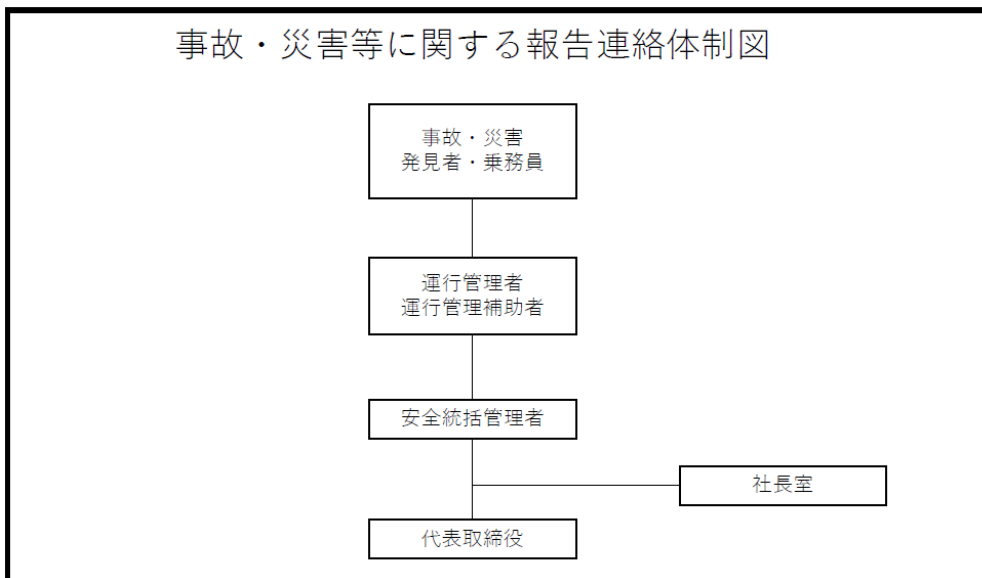 事故・災害等に関する報告連絡体制図
事故・災害
発見者・乗務員
運行管理者
運行管理補助者
安全統括管理者
社長室
代表取締役